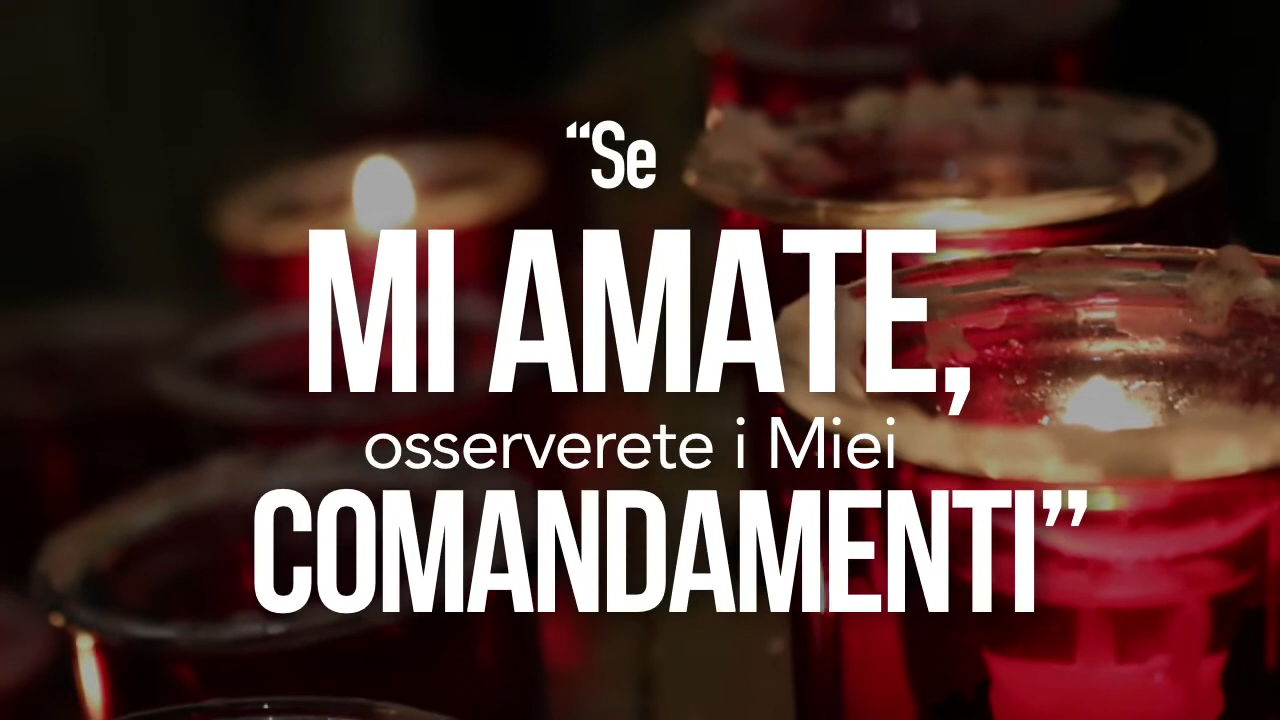 “Se
MI AMATE,
osserverete i Miei
COMANDAMENTI”